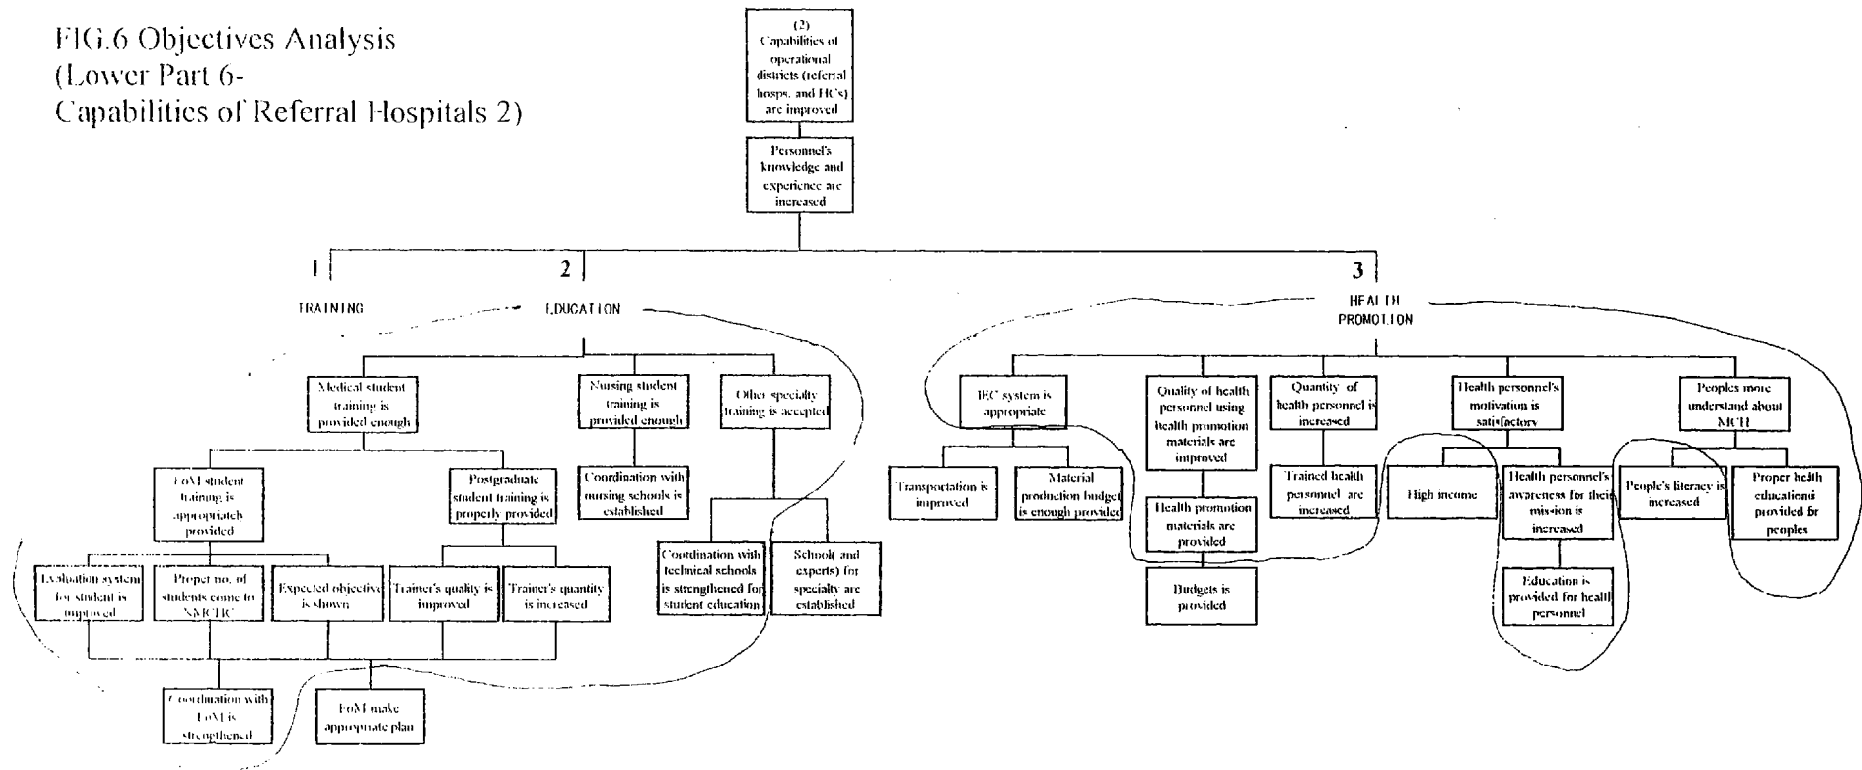 FIG.6 Objectives Analysis
(Lower Part 6-
Capabilities of Referral Hospitals 2)
(2)
Capabilities of
operational
districts (referral
hosps. and HCs)
are improved
Personnel's
knowledge and
experience are
increased
1
2
3
TRAINING
EDUCATION
HEALTH
PROMOTION
Medical student
training is
provided enough
Nursing student
training is
provided enough
Other specialty
training is accepted
IEC system is
appropriate
Quality of health
personnel using
health promotion
materials are
improved
Quantity of
health personnel is
increased
Health personnel's
motivation is
satisfactory
Peoples more
understand about
MCH
FoM student
training is
appropriately
provided
Postgraduate
student training is
properly provided
Coordination with
nursing schools is
established
Transportation is
improved
Material
production budget
is enough provided
Health promotion
materials are
provided
Trained health
personnel are
increased
High income
Health personnel's
awareness for their
mission is
increased
People's literacy is
increased
Proper helth
educationis
provided for
peoples
Evaluation system
for student is
improved
Proper no. of
students come to
NMCHC
Expected objective
is shown
Trainer's quality is
improved
Trainer's quantity
is increased
Coordination with
technical schools
is strengthened for
student education
Schools and
experts) for
specialty are
established
Budgets is
provided
Education is
provided for health
personnel
Coordination with
FoM is
strengthened
FoM make
appropriate plan